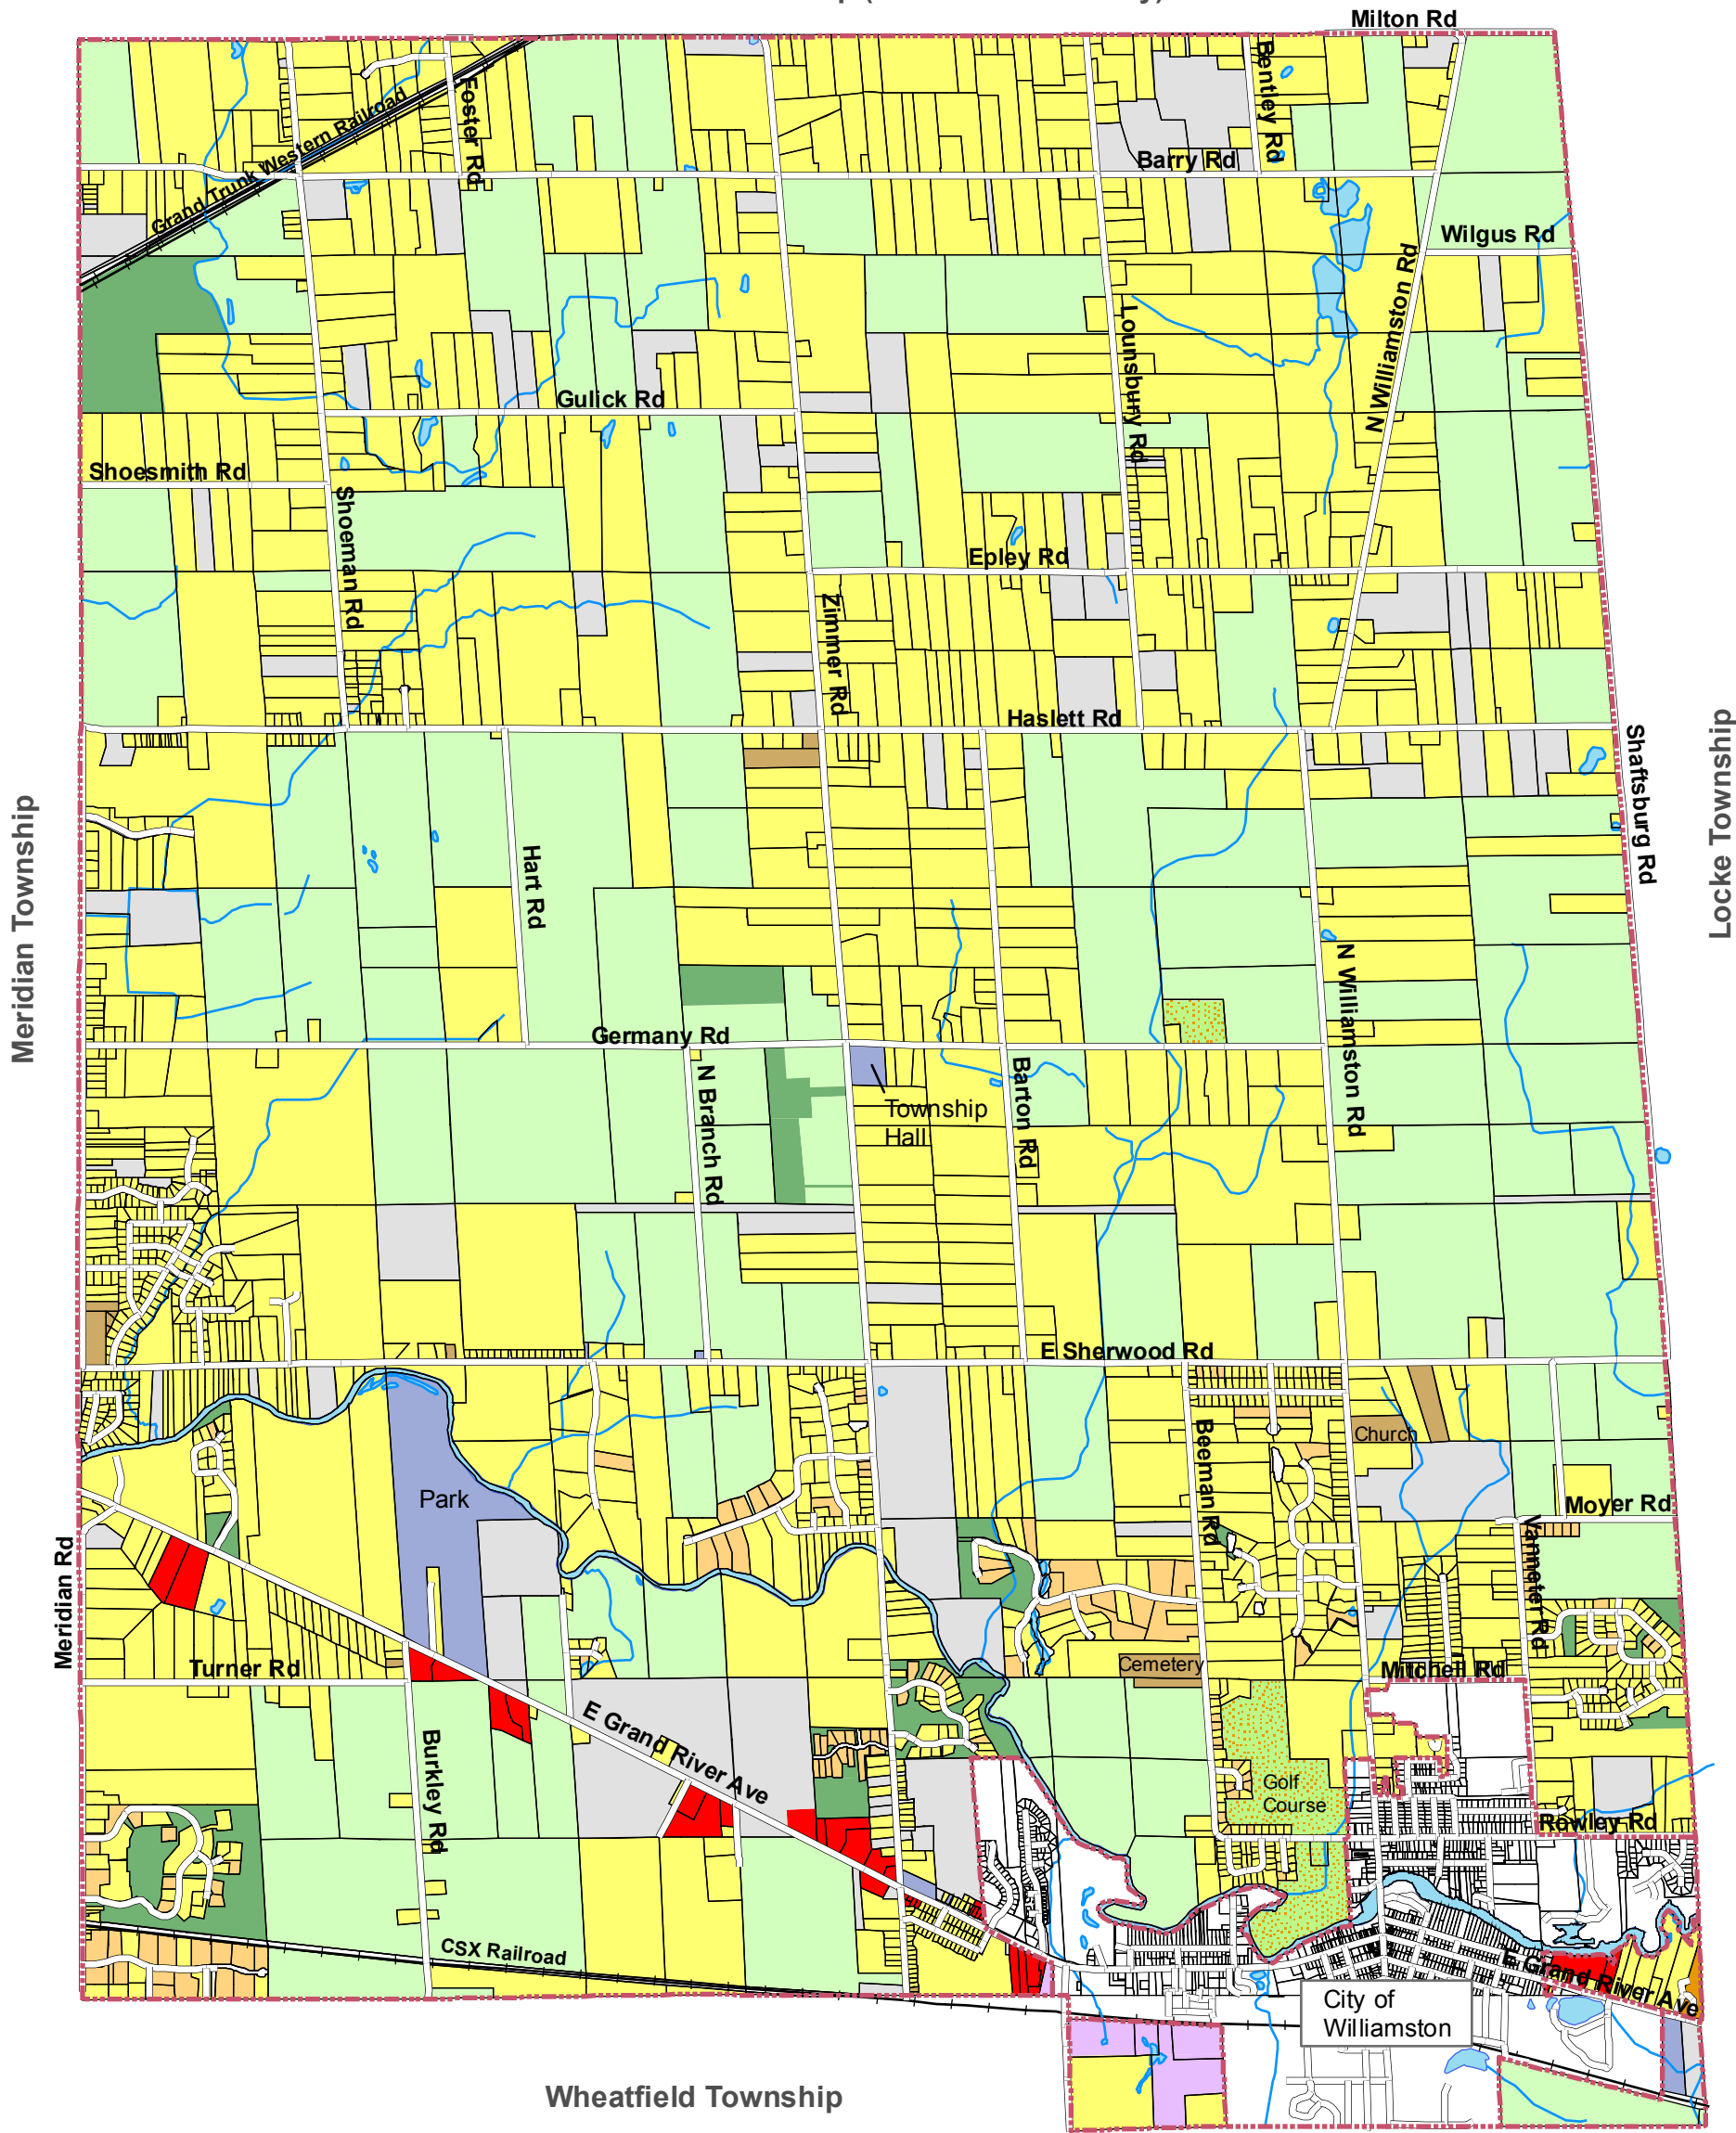 Milton Rd
Bentley Rd
Foster Rd
Grand Trunk Western Railroad
Barry Rd
Wilgus Rd
N Williamston Rd
Lounsbury Rd
Gulick Rd
Shoesmith Rd
Shoeman Rd
Epley Rd
Zimmer Rd
Haslett Rd
Shaftsburg Rd
Meridian Township
Locke Township
Hart Rd
N Williamston Rd
Germany Rd
N Branch Rd
Barton Rd
Township
Hall
E Sherwood Rd
Church
Beeman Rd
Park
Moyer Rd
Vanneter Rd
Meridian Rd
Turner Rd
Cemetery
Mitchell Rd
E Grand River Ave
Burkley Rd
Golf
Course
Rowley Rd
CSX Railroad
E Grand River Ave
City of
Williamston
Wheatfield Township